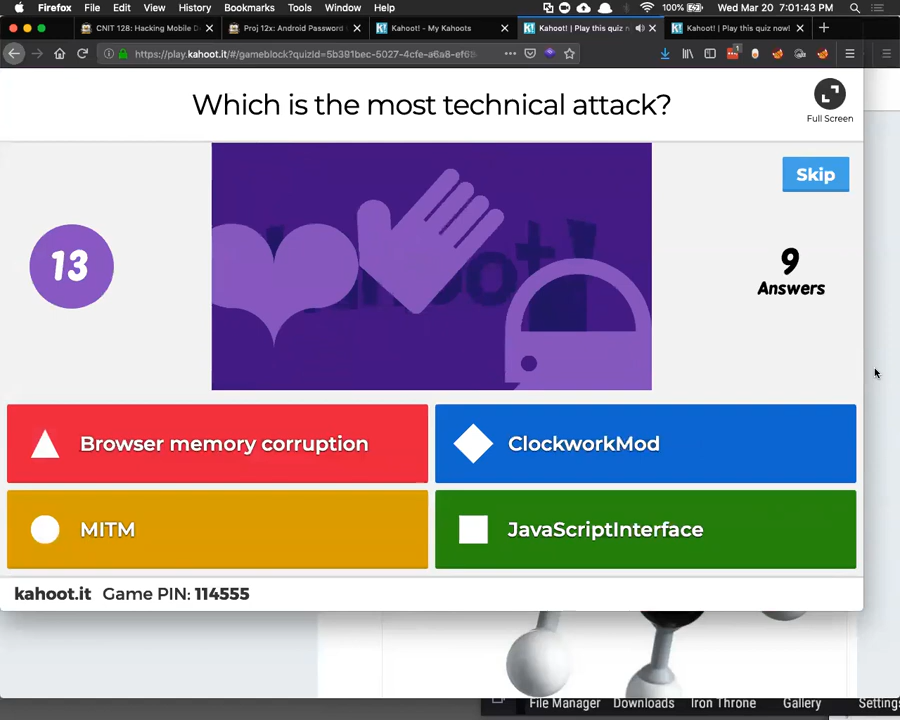 Firefox File Edit View History Bookmarks Tools Window Help 100% Wed Mar 20 7:01:43 PM
CNIT 128: Hacking Mobile D
Proj 12x: Android Password
Kahoot! - My Kahoots
Kahoot! | Play this quiz n
Kahoot! | Play this quiz now!
https://play.kahoot.it/#/gameblock?quizId=5b391bec-5027-4cfe-a6a8-ef68
Which is the most technical attack?
Full Screen
Skip
13
9
Answers
Browser memory corruption
ClockworkMod
MITM
JavaScriptInterface
kahoot.it Game PIN: 114555
File Manager Downloads Iron Throne Gallery Settings